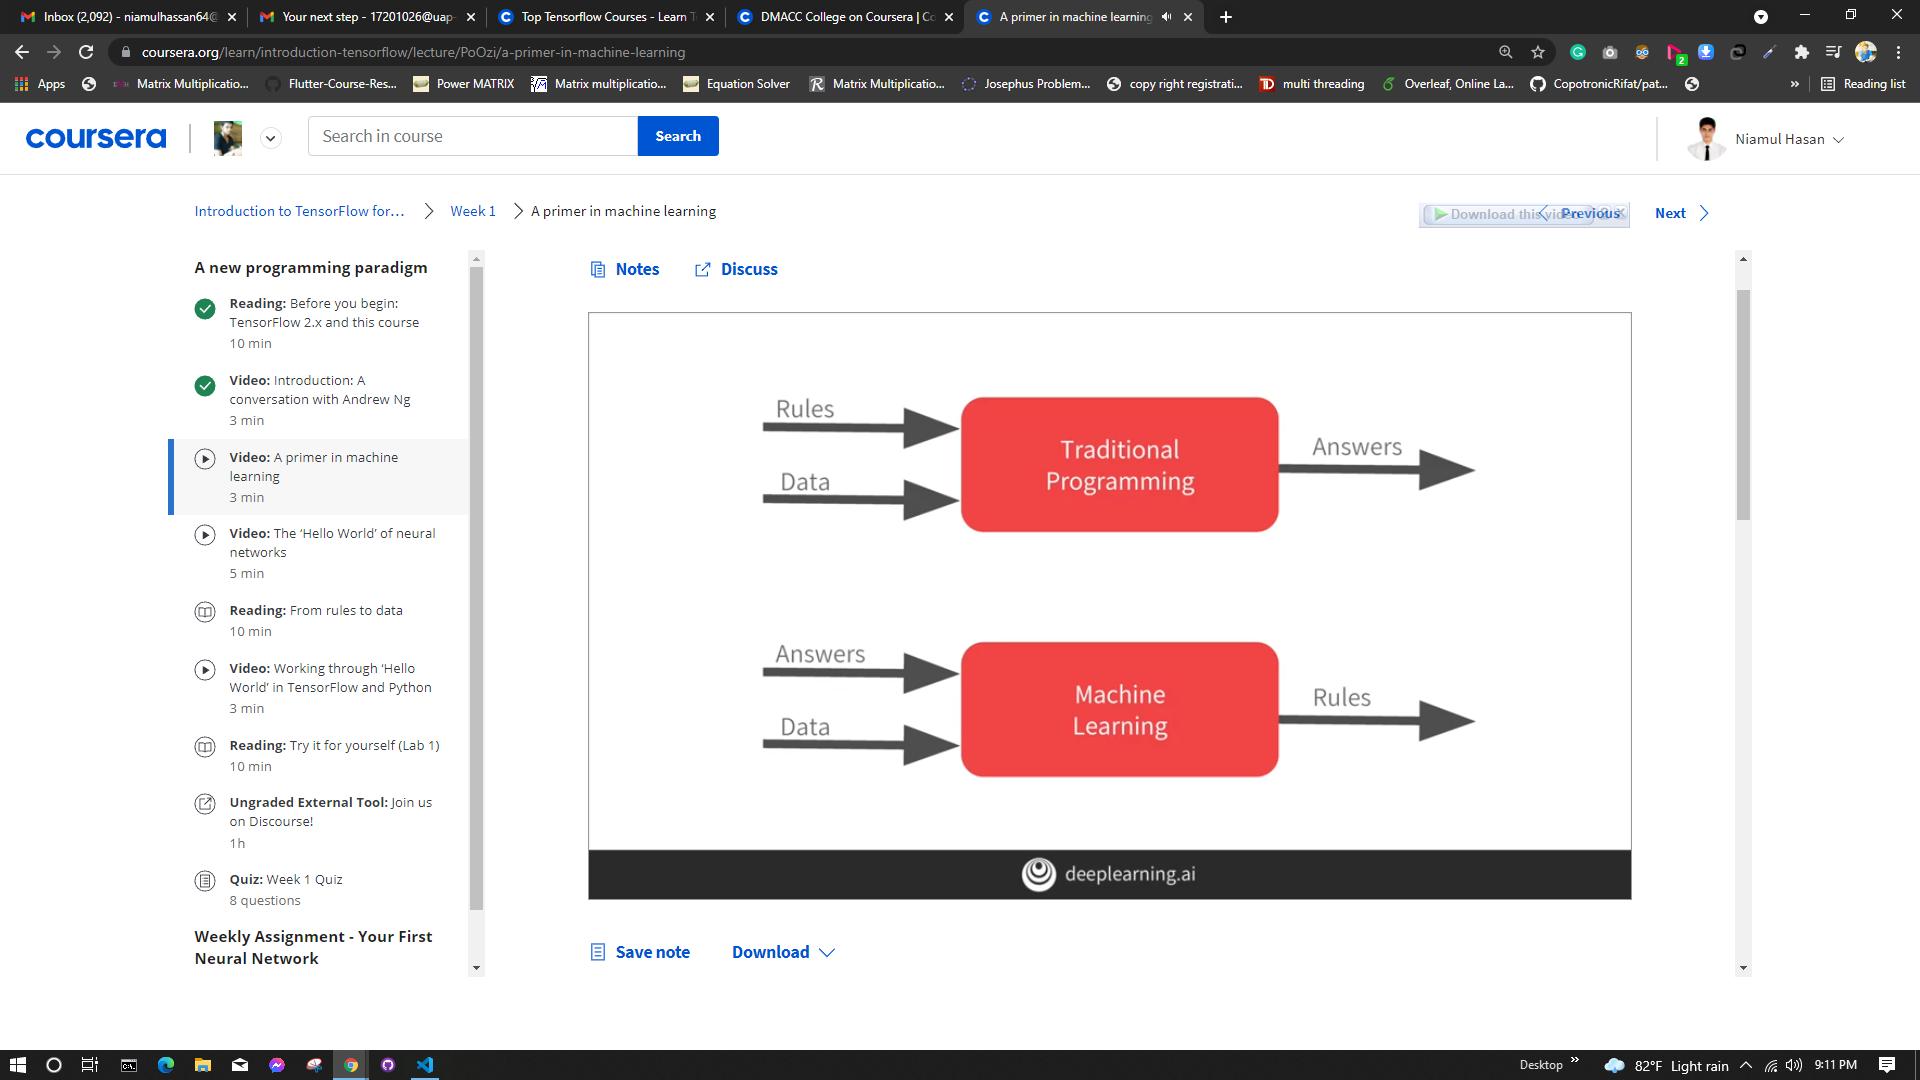 Inbox (2,092) - niamulhassan64@
Your next step - 17201026@uap-
Top Tensorflow Courses - Learn T
DMACC College on Coursera | Co
A primer in machine learning
coursera.org/learn/introduction-tensorflow/lecture/PoOzi/a-primer-in-machine-learning
2
Apps
Matrix Multiplicatio...
Flutter-Course-Res...
Power MATRIX
Matrix multiplicatio...
Equation Solver
Matrix Multiplicatio...
Josephus Problem...
copy right registrati...
multi threading
Overleaf, Online La...
CopotronicRifat/pat...
»
Reading list
coursera
Search in course
Search
Niamul Hasan
Introduction to TensorFlow for...
Week 1
A primer in machine learning
Download this video
Previous
Next
A new programming paradigm
Reading: Before you begin:
TensorFlow 2.x and this course
10 min
Video: Introduction: A
conversation with Andrew Ng
3 min
Video: A primer in machine
learning
3 min
Video: The ‘Hello World’ of neural
networks
5 min
Reading: From rules to data
10 min
Video: Working through ‘Hello
World’ in TensorFlow and Python
3 min
Reading: Try it for yourself (Lab 1)
10 min
Ungraded External Tool: Join us
on Discourse!
1h
Quiz: Week 1 Quiz
8 questions
Weekly Assignment - Your First
Neural Network
Notes
Discuss
Rules
Data
Traditional
Programming
Answers
Answers
Data
Machine
Learning
Rules
deeplearning.ai
Save note
Download
Desktop
»
82°F Light rain
9:11 PM